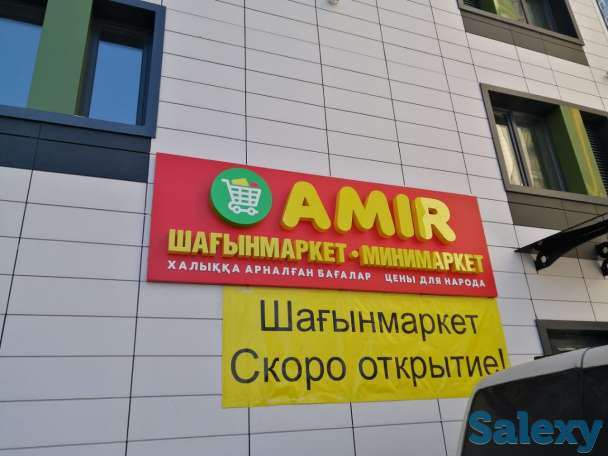 AMIR
ШАҒЫНМАРКЕТ • МИНИМАРКЕТ
ХАЛЫҚҚА АРНАЛҒАН БАҒАЛАР ЦЕНЫ ДЛЯ НАРОДА
Шағынмаркет
Скоро открытие!
Salexy